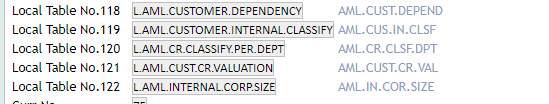 Local Table No.118 L.AML.CUSTOMER.DEPENDENCY AML.CUST.DEPEND
Local Table No.119 L.AML.CUSTOMER.INTERNAL.CLASSIFY AML.CUS.IN.CLSF
Local Table No.120 L.AML.CR.CLASSIFY.PER.DEPT AML.CR.CLSF.DPT
Local Table No.121 L.AML.CUST.CR.VALUATION AML.CUST.CR.VAL
Local Table No.122 L.AML.INTERNAL.CORP.SIZE AML.IN.COR.SIZE